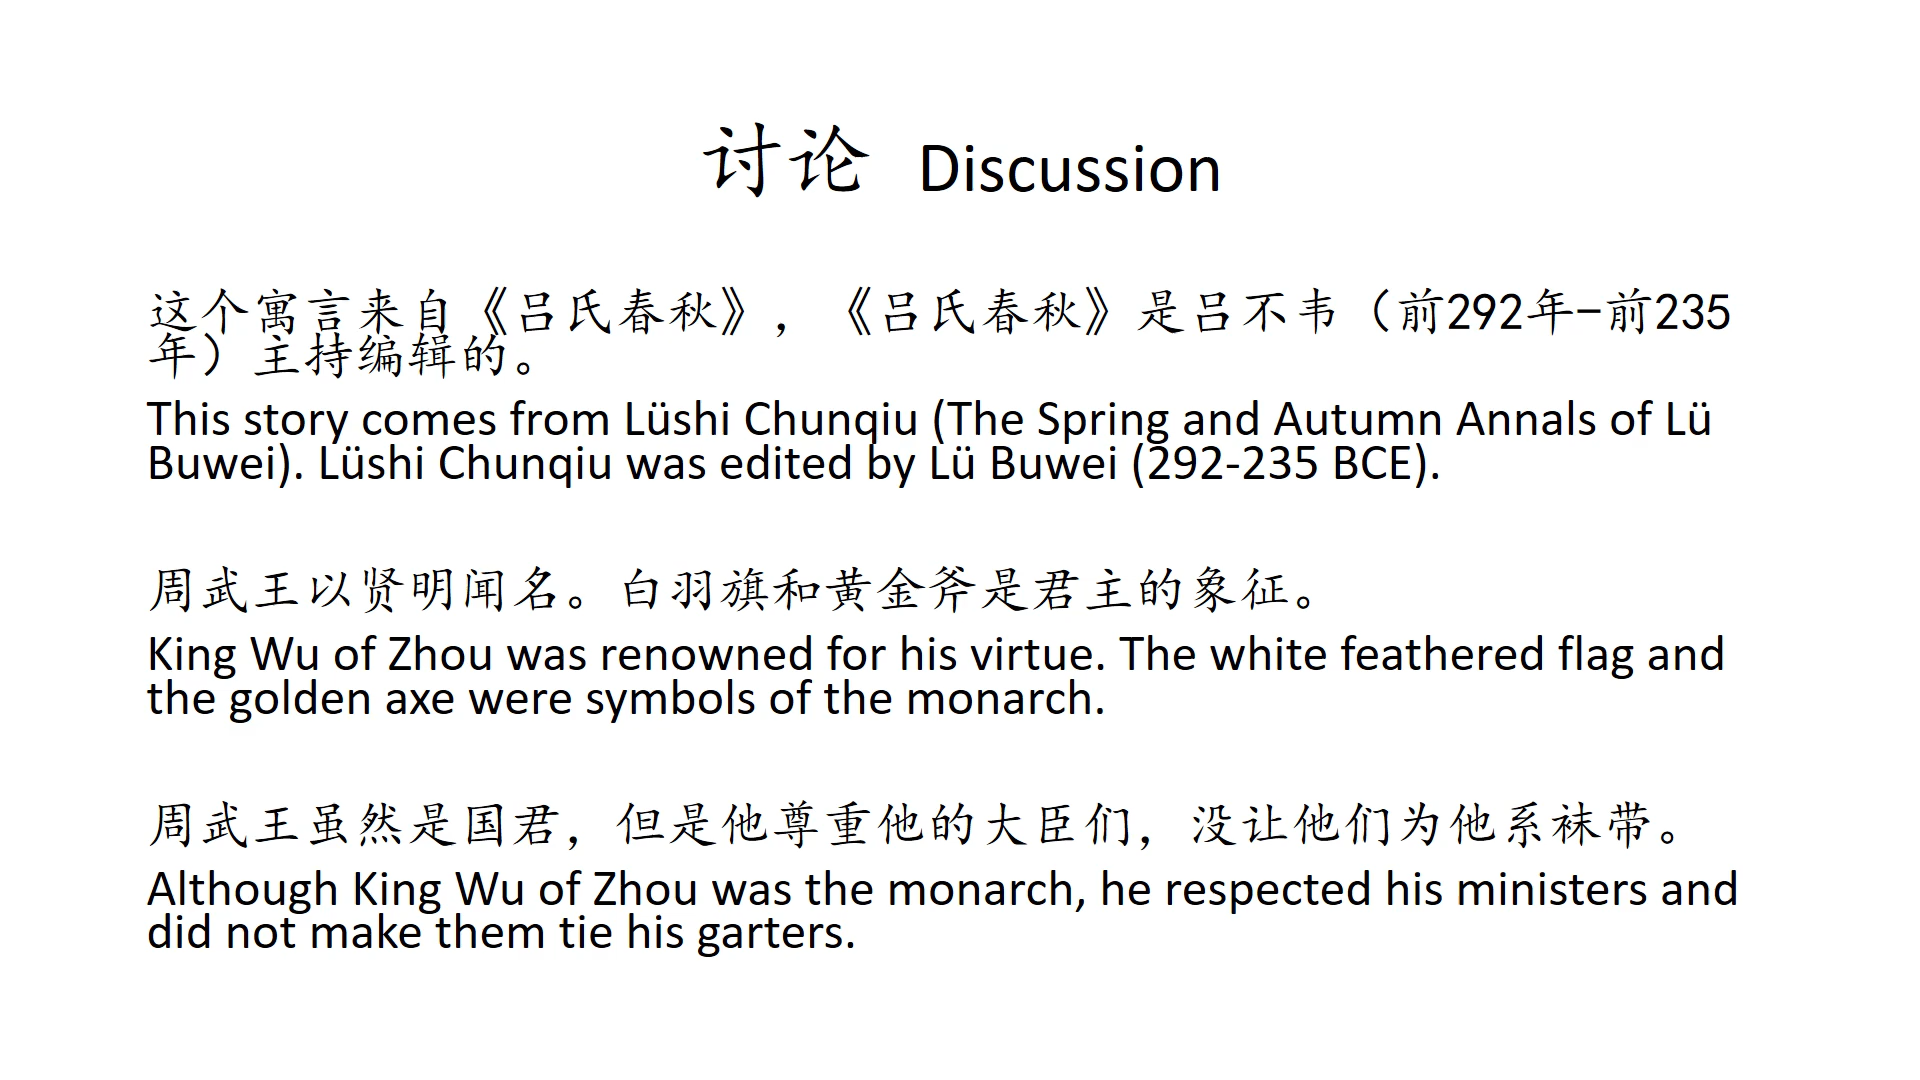 讨论 Discussion
这个寓言来自《吕氏春秋》，《吕氏春秋》是吕不韦（前292年-前235
年）主持编辑的。
This story comes from Lüshi Chunqiu (The Spring and Autumn Annals of Lü
Buwei). Lüshi Chunqiu was edited by Lü Buwei (292-235 BCE).
周武王以贤明闻名。白羽旗和黄金斧是君主的象征。
King Wu of Zhou was renowned for his virtue. The white feathered flag and
the golden axe were symbols of the monarch.
周武王虽然是国君，但是他尊重他的大臣们，没让他们为他系袜带。
Although King Wu of Zhou was the monarch, he respected his ministers and
did not make them tie his garters.